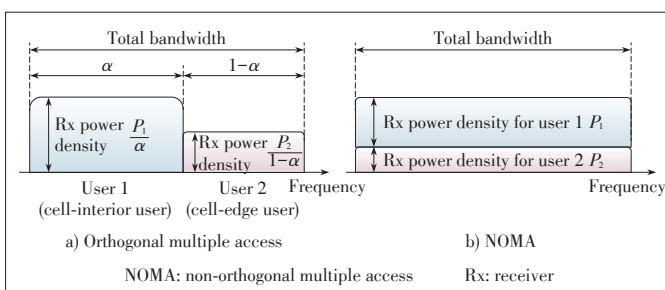 Total bandwidth
α
1−α
Rx power density P₁/α
Rx power density P₂/1−α
User 1
(cell-interior user)
User 2
(cell-edge user)
Frequency
a) Orthogonal multiple access
Total bandwidth
Rx power density for user 1 P₁
Rx power density for user 2 P₂
Frequency
b) NOMA
NOMA: non-orthogonal multiple access
Rx: receiver